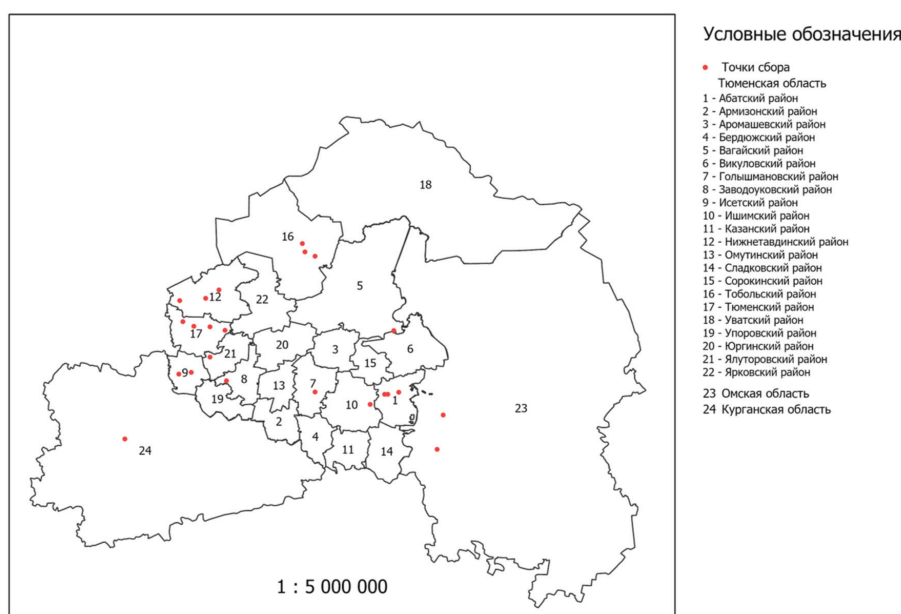 Условные обозначения
Точки сбора
Тюменская область
1 - Абатский район
2 - Армизонский район
3 - Аромашевский район
4 - Бердюжский район
5 - Вагайский район
6 - Викуловский район
7 - Голышмановский район
8 - Заводоуковский район
9 - Исетский район
10 - Ишимский район
11 - Казанский район
12 - Нижнетавдинский район
13 - Омутинский район
14 - Сладковский район
15 - Сорокинский район
16 - Тобольский район
17 - Тюменский район
18 - Уватский район
19 - Упоровский район
20 - Юргинский район
21 - Ялуторовский район
22 - Ярковский район
23 Омская область
24 Курганская область
18
16
5
12
22
17
20
3
6
21
15
9
8
13
7
19
10
1
23
2
4
24
11
14
1 : 5 000 000